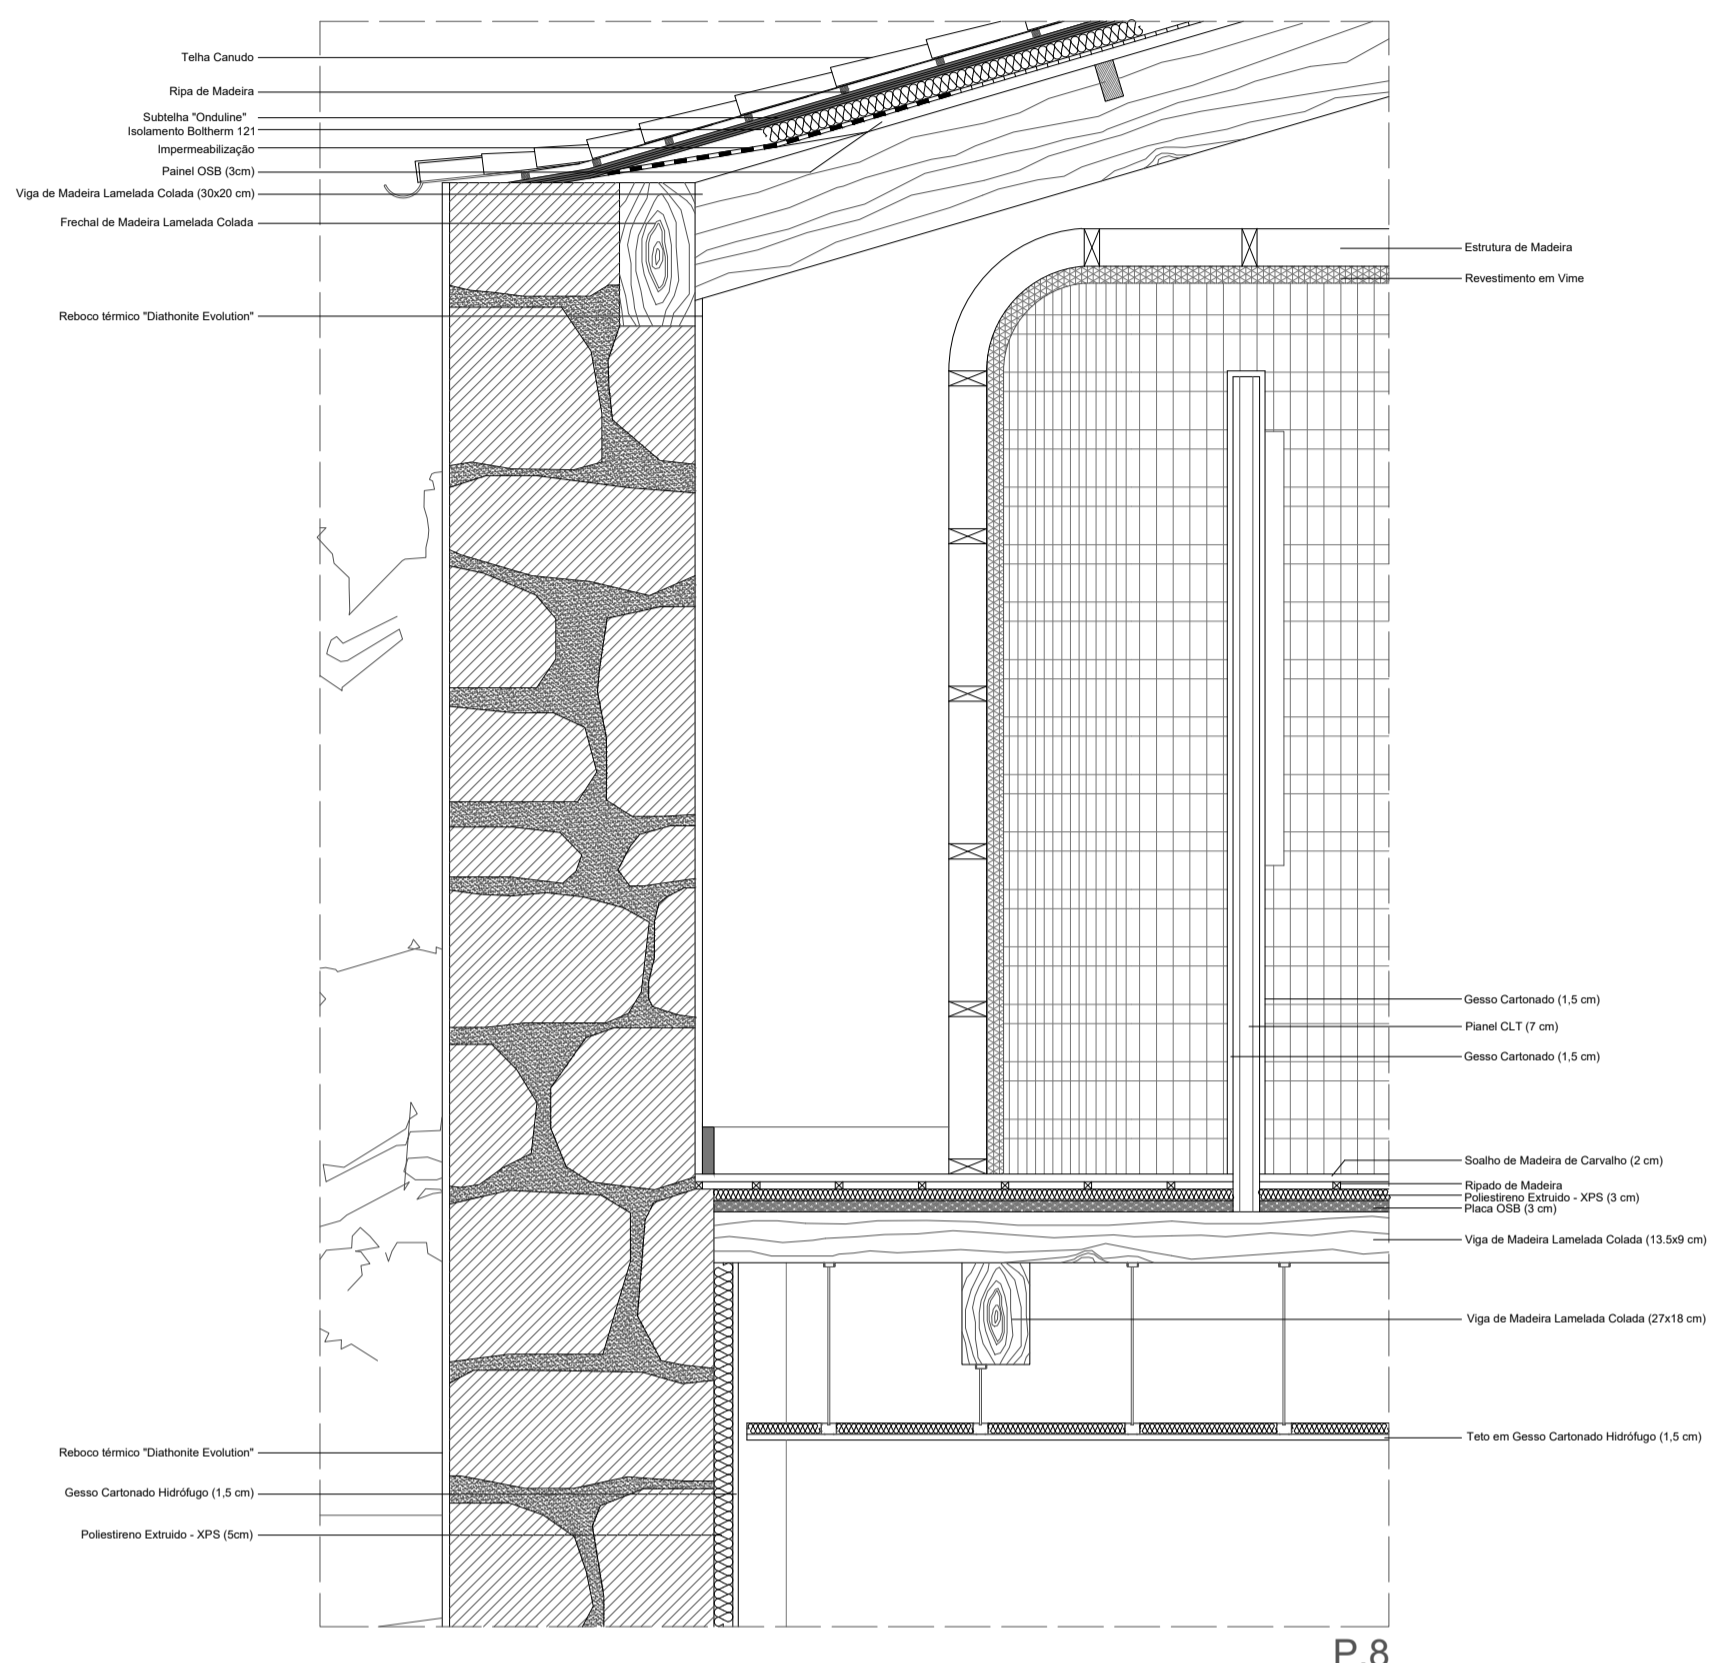 Telha Canudo
Ripa de Madeira
Subtelha "Onduline"
Isolamento Boltherm 121
Impermeabilização
Painel OSB (3cm)
Viga de Madeira Lamelada Colada (30x20 cm)
Frechal de Madeira Lamelada Colada
Reboco térmico "Diathonite Evolution"
Reboco térmico "Diathonite Evolution"
Gesso Cartonado Hidrófugo (1,5 cm)
Poliestireno Extruido - XPS (5cm)
Estrutura de Madeira
Revestimento em Vime
Gesso Cartonado (1,5 cm)
Pianel CLT (7 cm)
Gesso Cartonado (1,5 cm)
Soalho de Madeira de Carvalho (2 cm)
Ripado de Madeira
Poliestireno Extruido - XPS (3 cm)
Placa OSB (3 cm)
Viga de Madeira Lamelada Colada (13.5x9 cm)
Viga de Madeira Lamelada Colada (27x18 cm)
Teto em Gesso Cartonado Hidrófugo (1,5 cm)
P.8